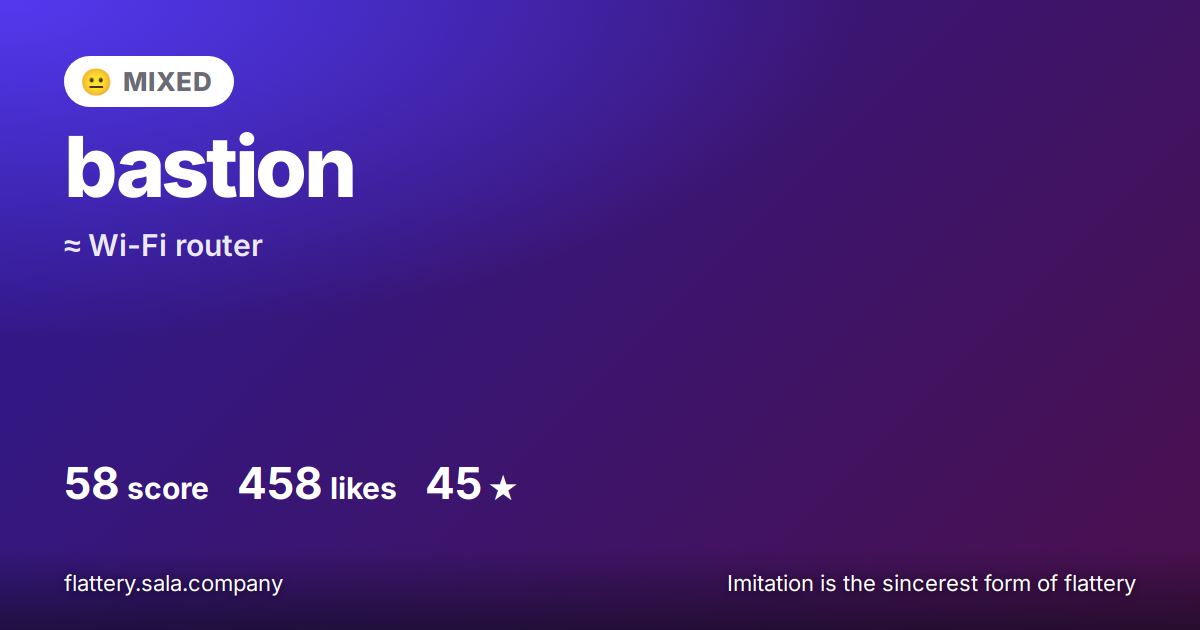 😐 MIXED
bastion
≈ Wi-Fi router
58 score 458 likes 45 ★
flattery.sala.company
Imitation is the sincerest form of flattery